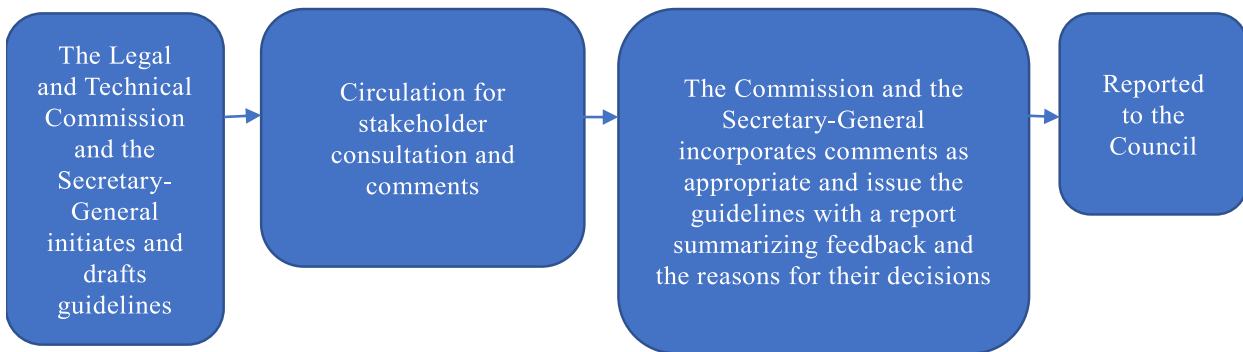 The Legal
and Technical
Commission
and the
Secretary-
General
initiates and
drafts
guidelines
Circulation for
stakeholder
consultation and
comments
The Commission and the
Secretary-General
incorporates comments as
appropriate and issue the
guidelines with a report
summarizing feedback and
the reasons for their decisions
Reported
to the
Council